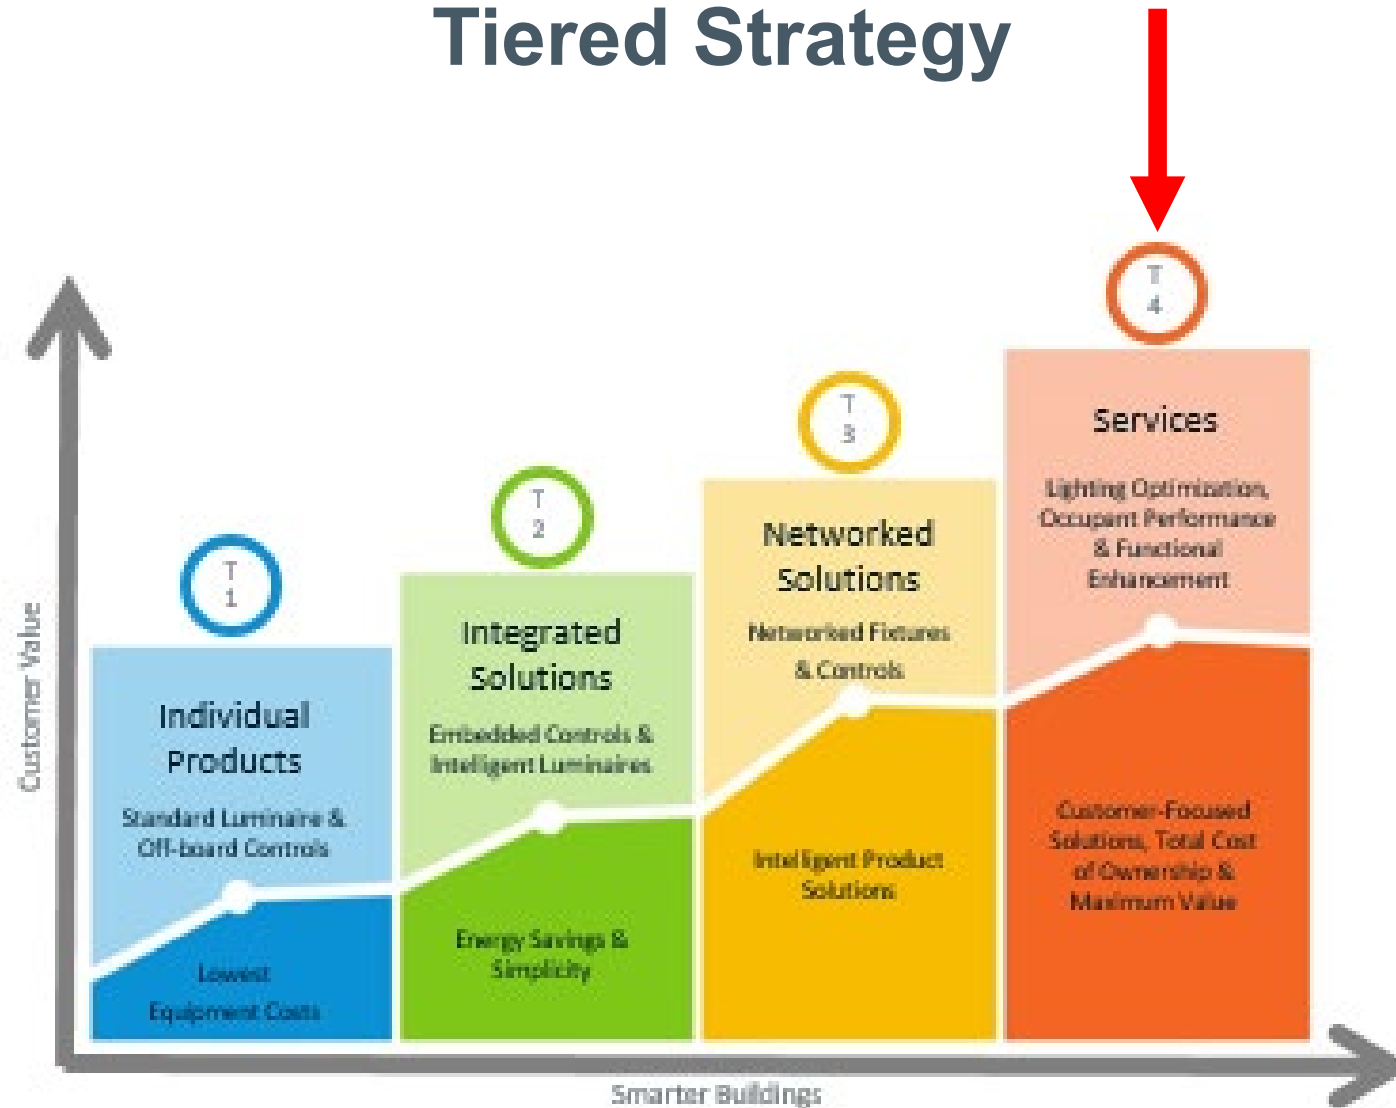 Tiered Strategy
T
1
Individual
Products
Standard Luminaire &
Off-board Controls
Lowest
Equipment Costs
T
2
Integrated
Solutions
Embedded Controls &
Intelligent Luminaires
Energy Savings &
Simplicity
T
3
Networked
Solutions
Networked Fixtures
& Controls
Intelligent Product
Solutions
T
4
Services
Lighting Optimization,
Occupant Performance
& Functional
Enhancement
Customer-Focused
Solutions, Total Cost
of Ownership &
Maximum Value
Customer Value
Smarter Buildings